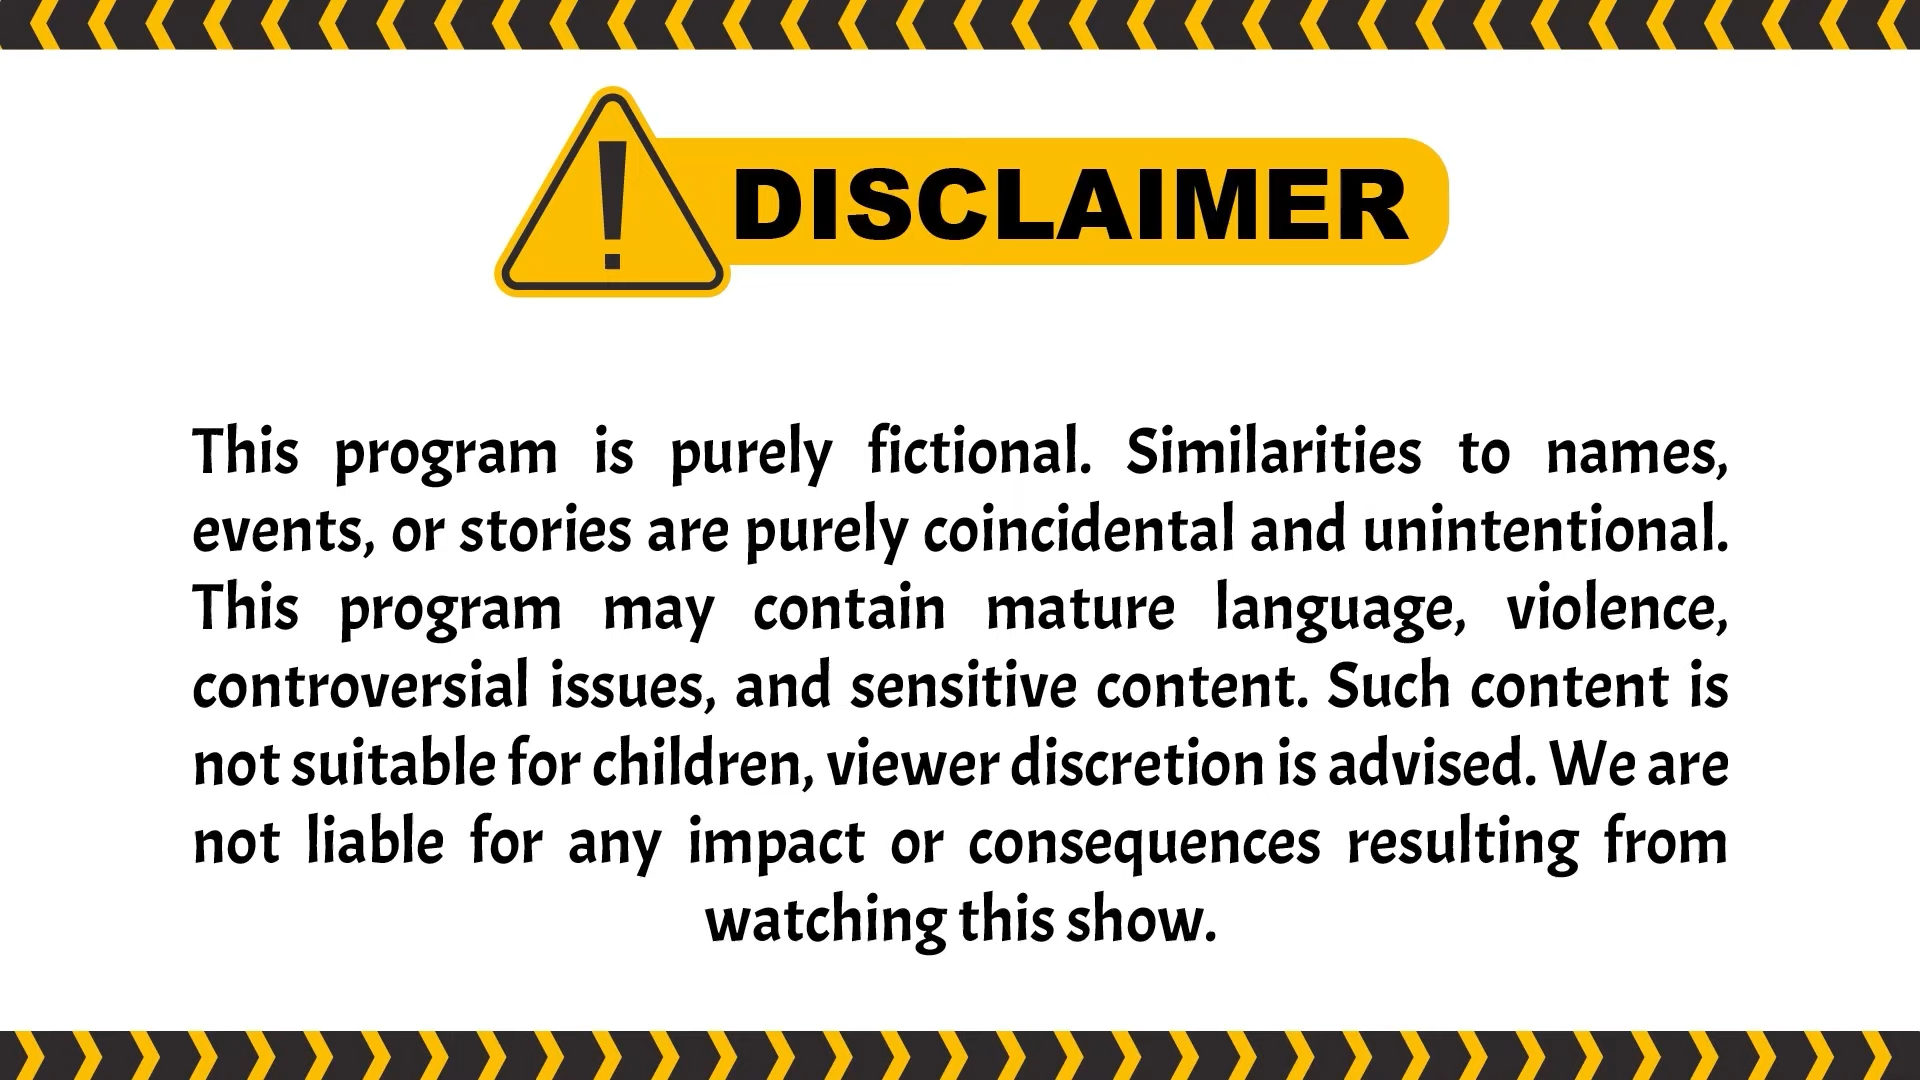 DISCLAIMER
This program is purely fictional. Similarities to names,
events, or stories are purely coincidental and unintentional.
This program may contain mature language, violence,
controversial issues, and sensitive content. Such content is
not suitable for children, viewer discretion is advised. We are
not liable for any impact or consequences resulting from
watching this show.